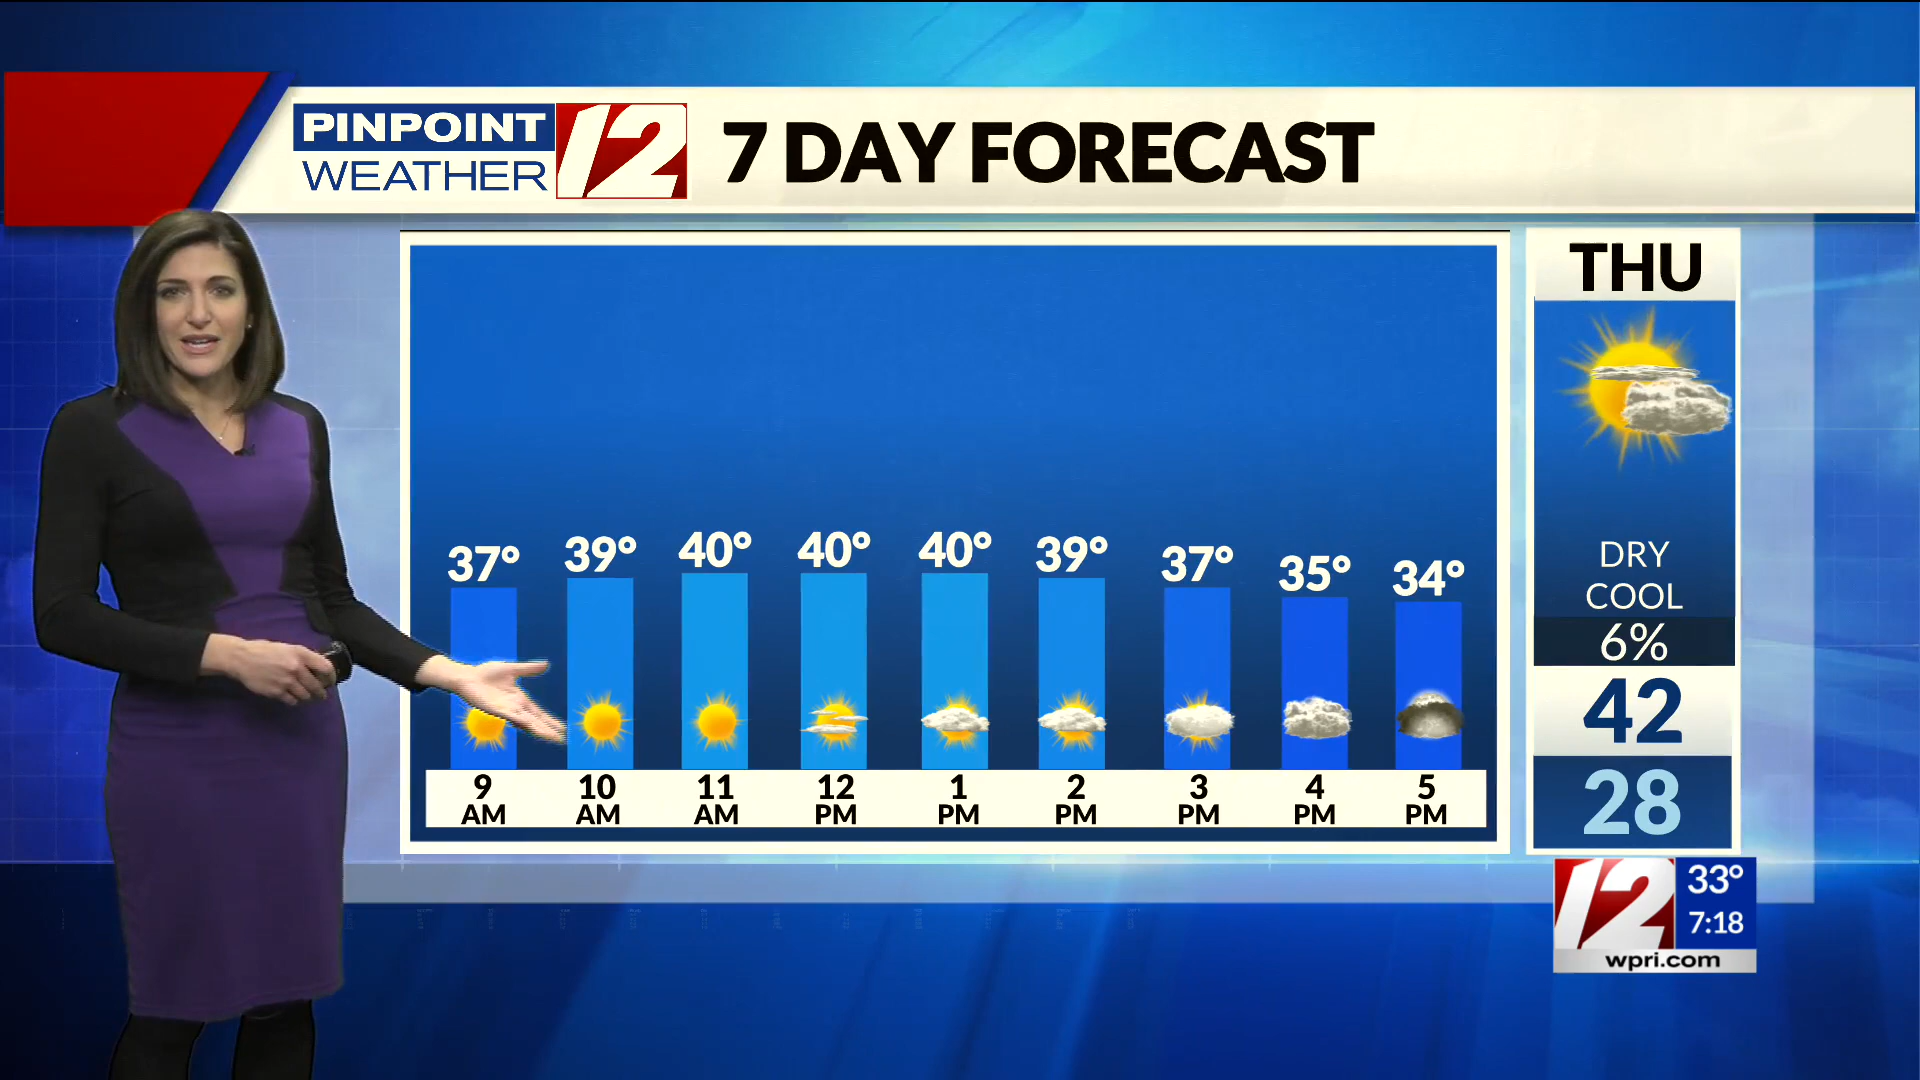 PINPOINT
WEATHER
12
7 DAY FORECAST
THU
37° 39° 40° 40° 40° 39° 37° 35° 34°
9 10 11 12 1 2 3 4 5
AM AM AM PM PM PM PM PM PM
DRY
COOL
6%
42
28
12
33°
7:18
wpri.com